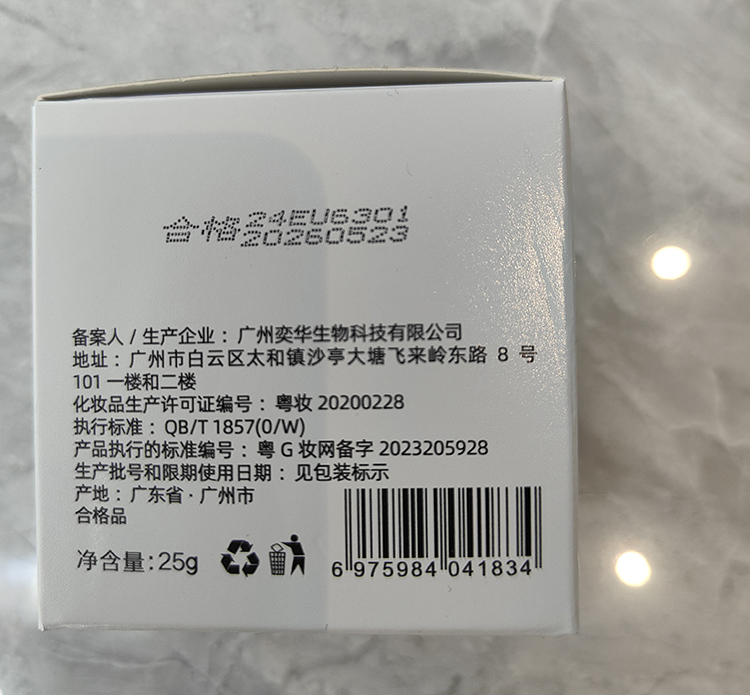 合格 24EU6301
20260523
备案人 / 生产企业：广州奕华生物科技有限公司
地址：广州市白云区太和镇沙亭大塘飞来岭东路 8 号
101 一楼和二楼
化妆品生产许可证编号：粤妆 20200228
执行标准：QB/T 1857(O/W)
产品执行的标准编号：粤 G 妆网备字 2023205928
生产批号和限期使用日期：见包装标示
产地：广东省·广州市
合格品
净含量：25g
6 975984 041834